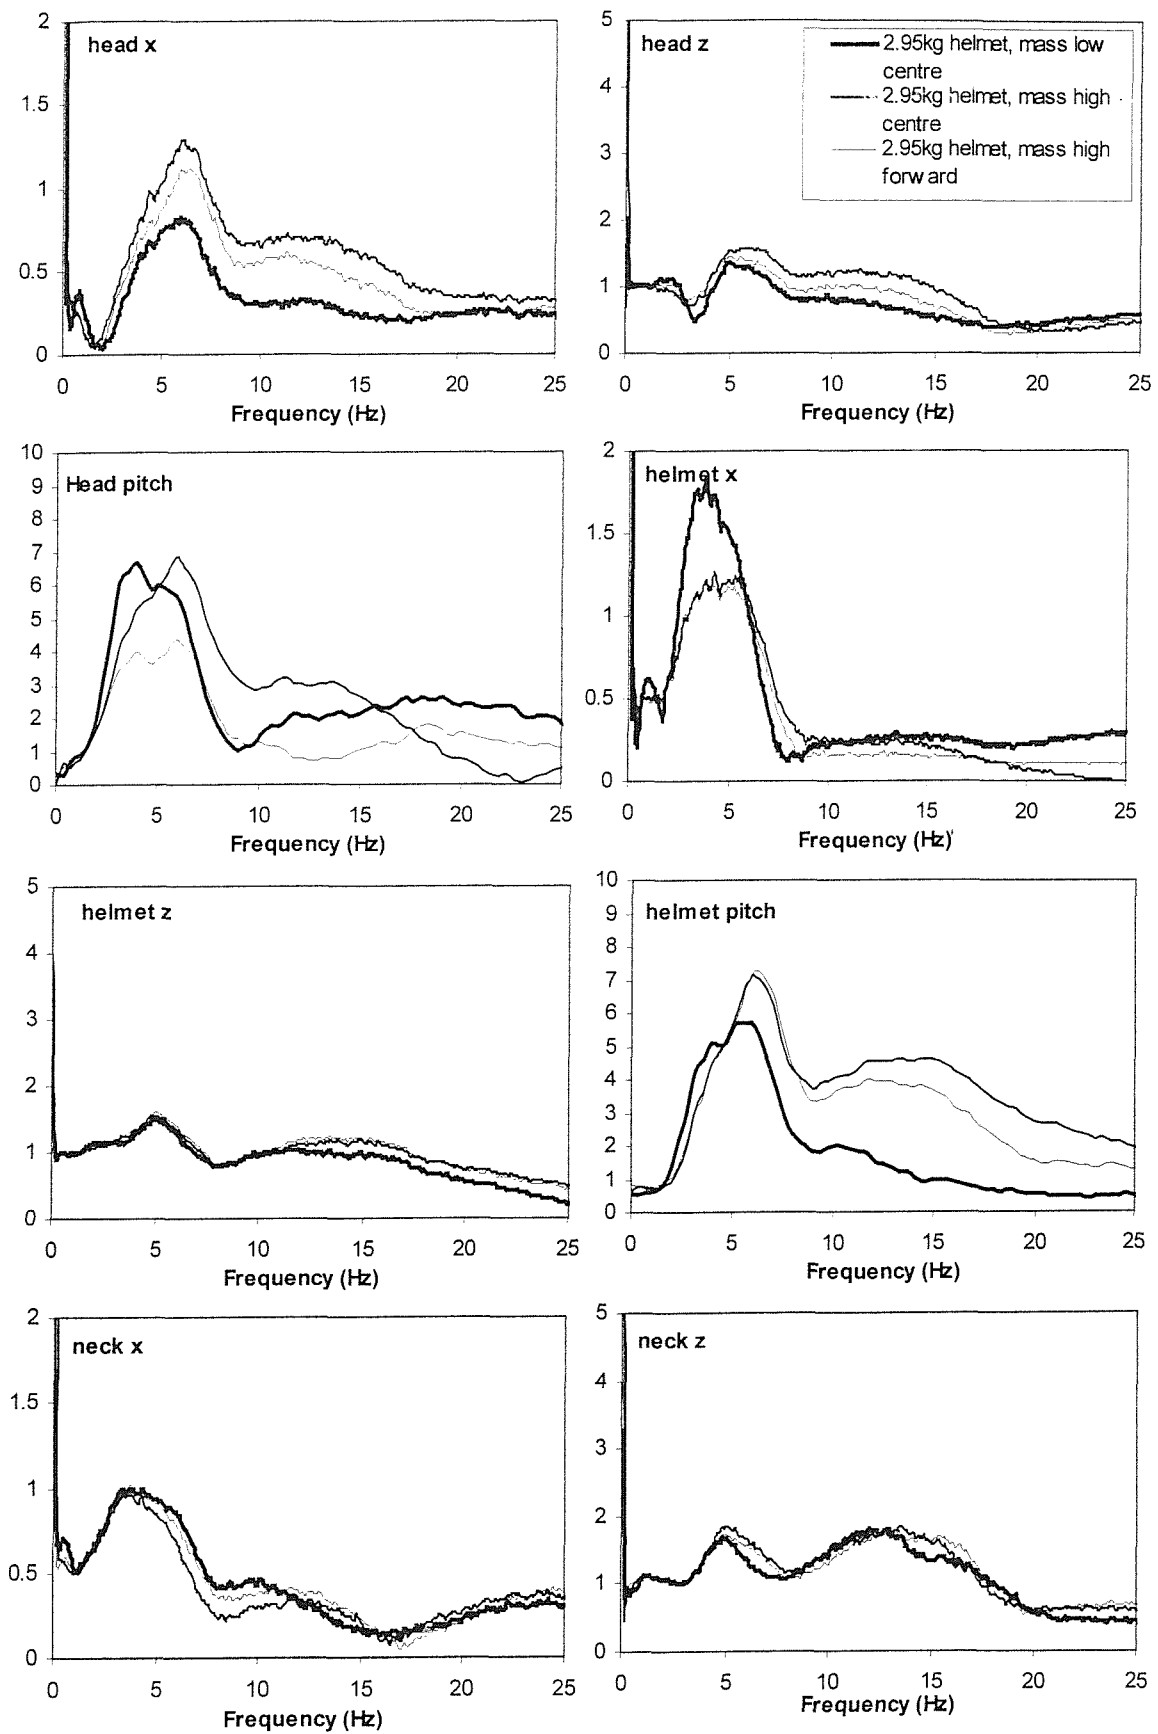 head x
2
1.5
1
0.5
0
0 5 10 15 20 25
Frequency (Hz)
head z
5
4
3
2
1
0
0 5 10 15 20 25
Frequency (Hz)
2.95kg helmet, mass low
centre
2.95kg helmet, mass high
centre
2.95kg helmet, mass high
forward
Head pitch
10
9
8
7
6
5
4
3
2
1
0
0 5 10 15 20 25
Frequency (Hz)
helmet x
2
1.5
1
0.5
0
0 5 10 15 20 25
Frequency (Hz)
helmet z
5
4
3
2
1
0
0 5 10 15 20 25
Frequency (Hz)
helmet pitch
10
9
8
7
6
5
4
3
2
1
0
0 5 10 15 20 25
Frequency (Hz)
neck x
2
1.5
1
0.5
0
0 5 10 15 20 25
Frequency (Hz)
neck z
5
4
3
2
1
0
0 5 10 15 20 25
Frequency (Hz)